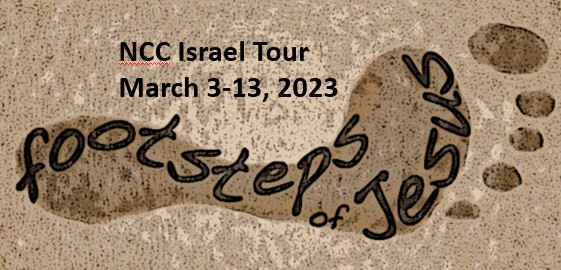 NCC Israel Tour
March 3-13, 2023
footsteps
of Jesus